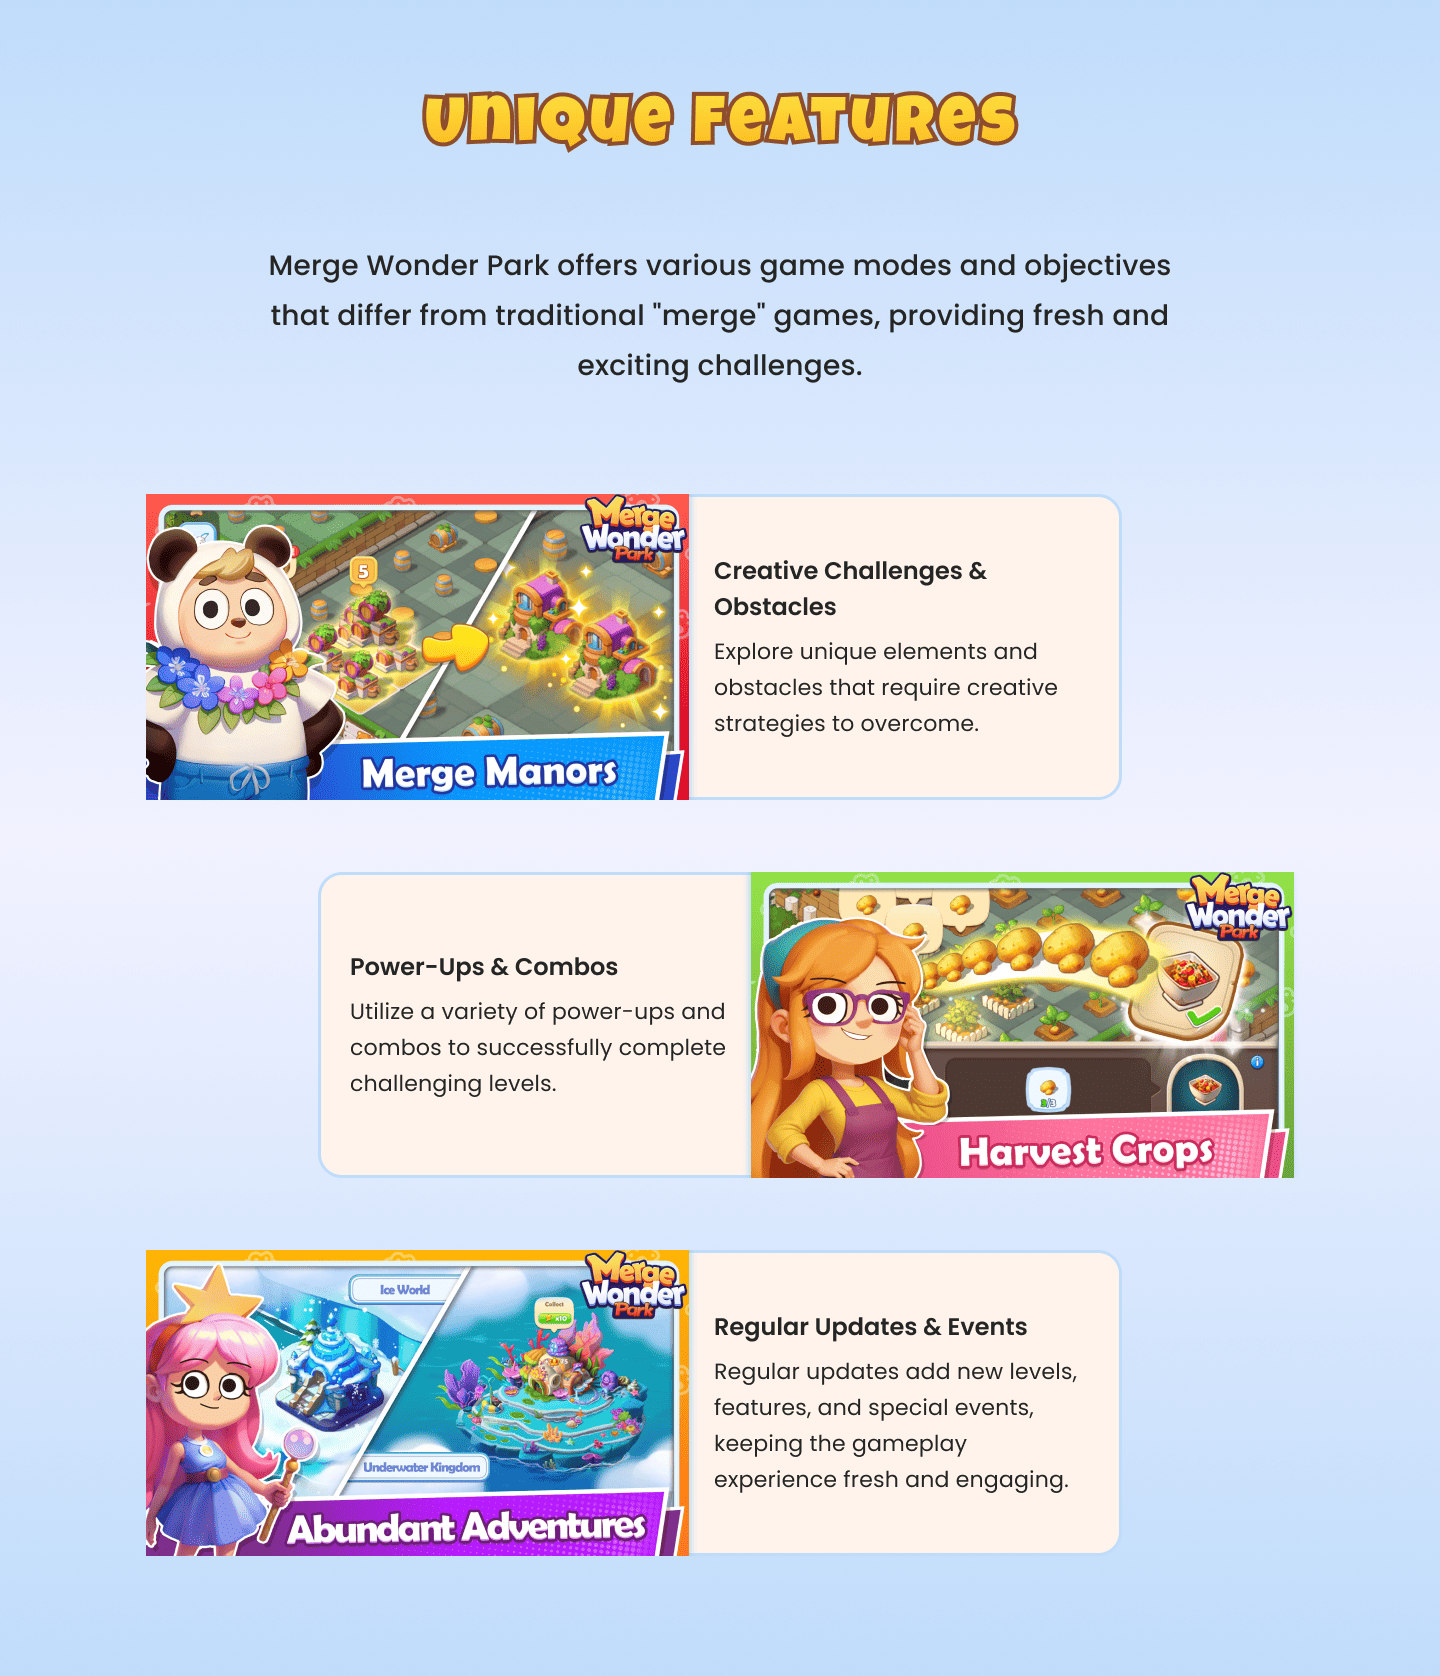 Unique Features
Merge Wonder Park offers various game modes and objectives
that differ from traditional "merge" games, providing fresh and
exciting challenges.
Merge
Wonder
Park
5
Merge Manors
Creative Challenges &
Obstacles
Explore unique elements and
obstacles that require creative
strategies to overcome.
Power-Ups & Combos
Utilize a variety of power-ups and
combos to successfully complete
challenging levels.
Merge
Wonder
Park
2/3
Harvest Crops
Merge
Wonder
Park
Ice World
Collect
x10
Underwater Kingdom
Abundant Adventures
Regular Updates & Events
Regular updates add new levels,
features, and special events,
keeping the gameplay
experience fresh and engaging.